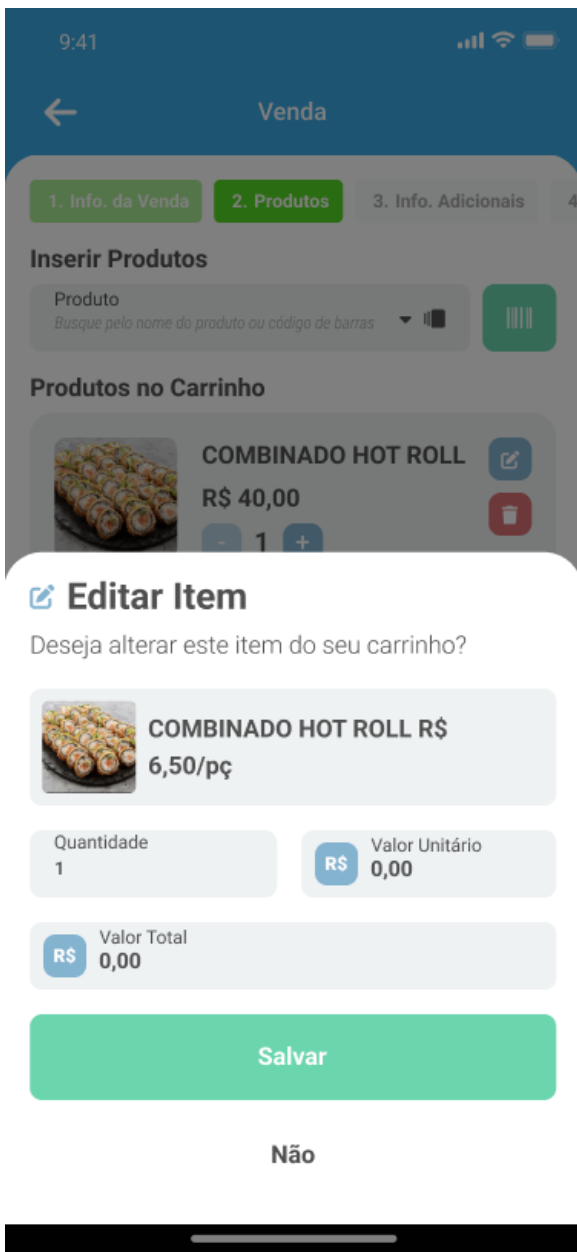 9:41
Venda
1. Info. da Venda 2. Produtos 3. Info. Adicionais 4
Inserir Produtos
Produto
Busque pelo nome do produto ou código de barras
Produtos no Carrinho
COMBINADO HOT ROLL
R$ 40,00
- 1 +
Editar Item
Deseja alterar este item do seu carrinho?
COMBINADO HOT ROLL R$
6,50/pç
Quantidade
1
Valor Unitário
R$ 0,00
Valor Total
R$ 0,00
Salvar
Não